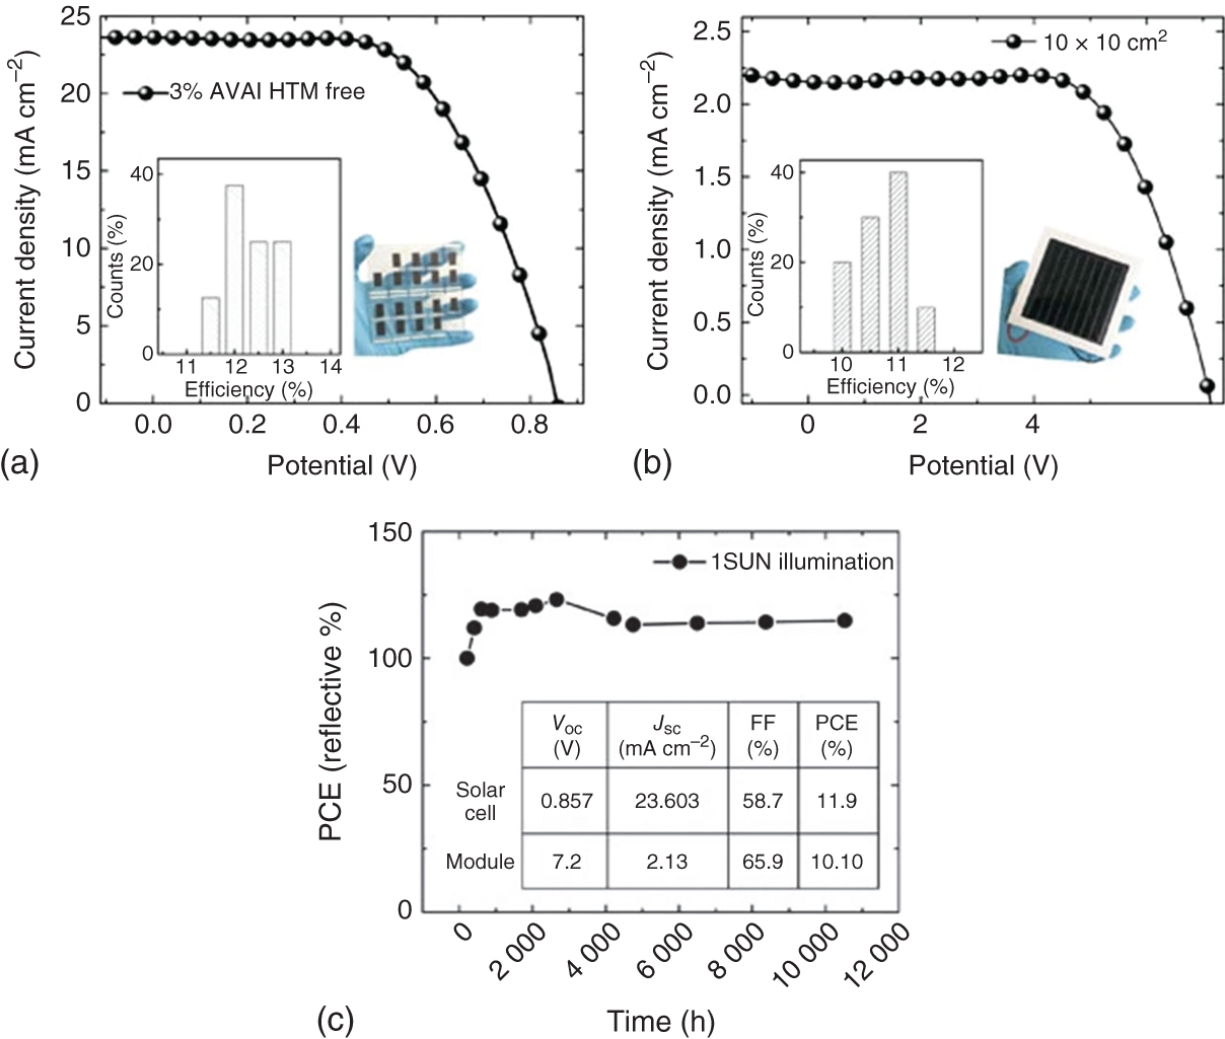 25
20
15
10
5
0
Current density (mA cm⁻²)
3% AVAI HTM free
40
20
0
Counts (%)
11 12 13 14
Efficiency (%)
0.0 0.2 0.4 0.6 0.8
Potential (V)
(a)
2.5
2.0
1.5
1.0
0.5
0.0
Current density (mA cm⁻²)
10 × 10 cm²
40
20
0
Counts (%)
10 11 12
Efficiency (%)
0 2 4
Potential (V)
(b)
150
100
50
0
PCE (reflective %)
1SUN illumination
Voc (V) Jsc (mA cm⁻²) FF (%) PCE (%)
Solar cell 0.857 23.603 58.7 11.9
Module 7.2 2.13 65.9 10.10
0 2 000 4 000 6 000 8 000 10 000 12 000
Time (h)
(c)